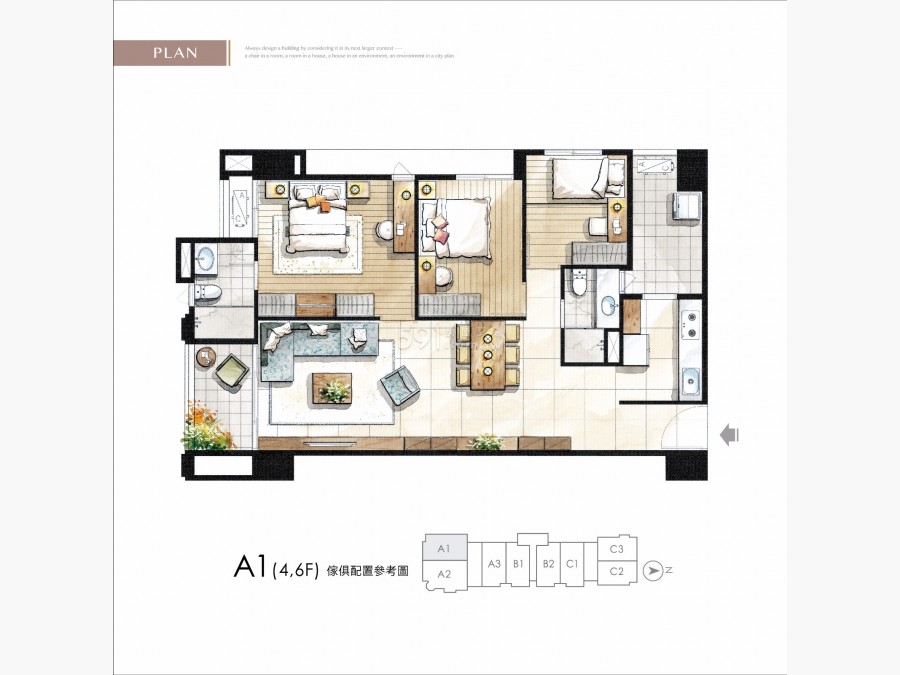 PLAN
Always design a building by considering it in its next larger context —
a chair in a room, a room in a house, a house in an environment, an environment in a city plan.
A
C
A
C
591
A1(4,6F) 傢俱配置參考圖
A1
A2
A3
B1
B2
C1
C3
C2
N